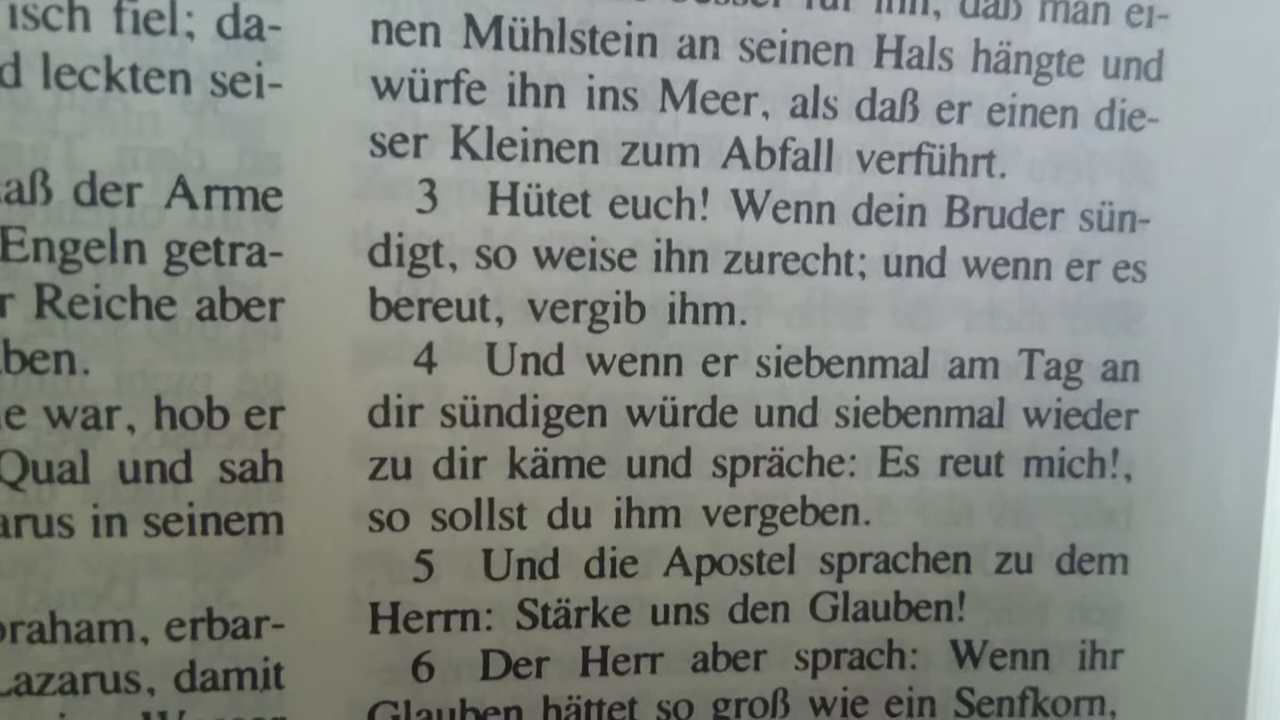 isch fiel; da-
leckten sei-
der Arme
Engeln getra-
Reiche aber
war, hob er
Qual und sah
in seinem
erbar-
damit
daß man ei-
nen Mühlstein an seinen Hals hängte und
würfe ihn ins Meer, als daß er einen die-
ser Kleinen zum Abfall verführt.
3 Hütet euch! Wenn dein Bruder sün-
digt, so weise ihn zurecht; und wenn er es
bereut, vergib ihm.
4 Und wenn er siebenmal am Tag an
dir sündigen würde und siebenmal wieder
zu dir käme und spräche: Es reut mich!,
so sollst du ihm vergeben.
5 Und die Apostel sprachen zu dem
Herrn: Stärke uns den Glauben!
6 Der Herr aber sprach: Wenn ihr
Glauben hättet so groß wie ein Senfkorn,